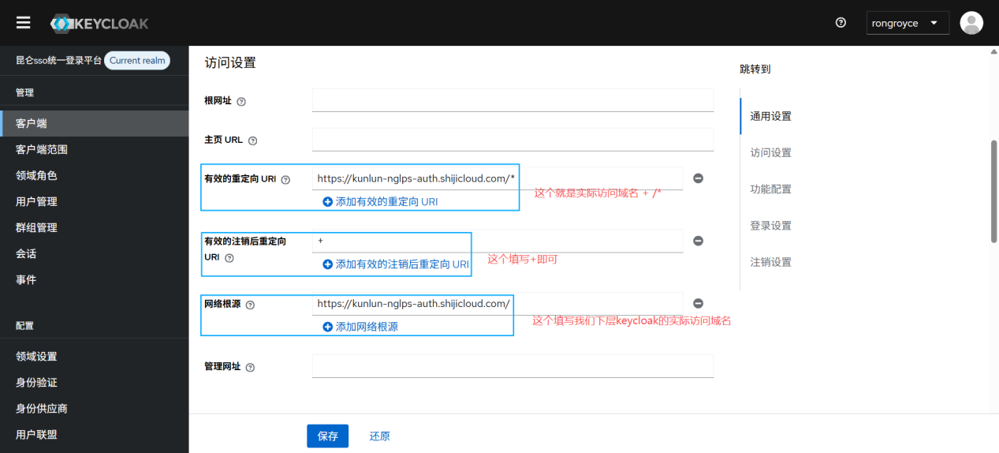 KEYCLOAK
rongroyce
昆仑sso统一登录平台 Current realm
管理
客户端
客户端范围
领域角色
用户管理
群组管理
会话
事件
配置
领域设置
身份验证
身份供应商
用户联盟
访问设置
根网址
主页 URL
有效的重定向 URI
https://kunlun-nglps-auth.shijicloud.com/*
添加有效的重定向 URI
这个就是实际访问域名 + /*
有效的注销后重定向
URI
+
添加有效的注销后重定向 URI
这个填写+即可
网络根源
https://kunlun-nglps-auth.shijicloud.com/
添加网络根源
这个填写我们下层keycloak的实际访问域名
管理网址
保存
还原
跳转到
通用设置
访问设置
功能配置
登录设置
注销设置